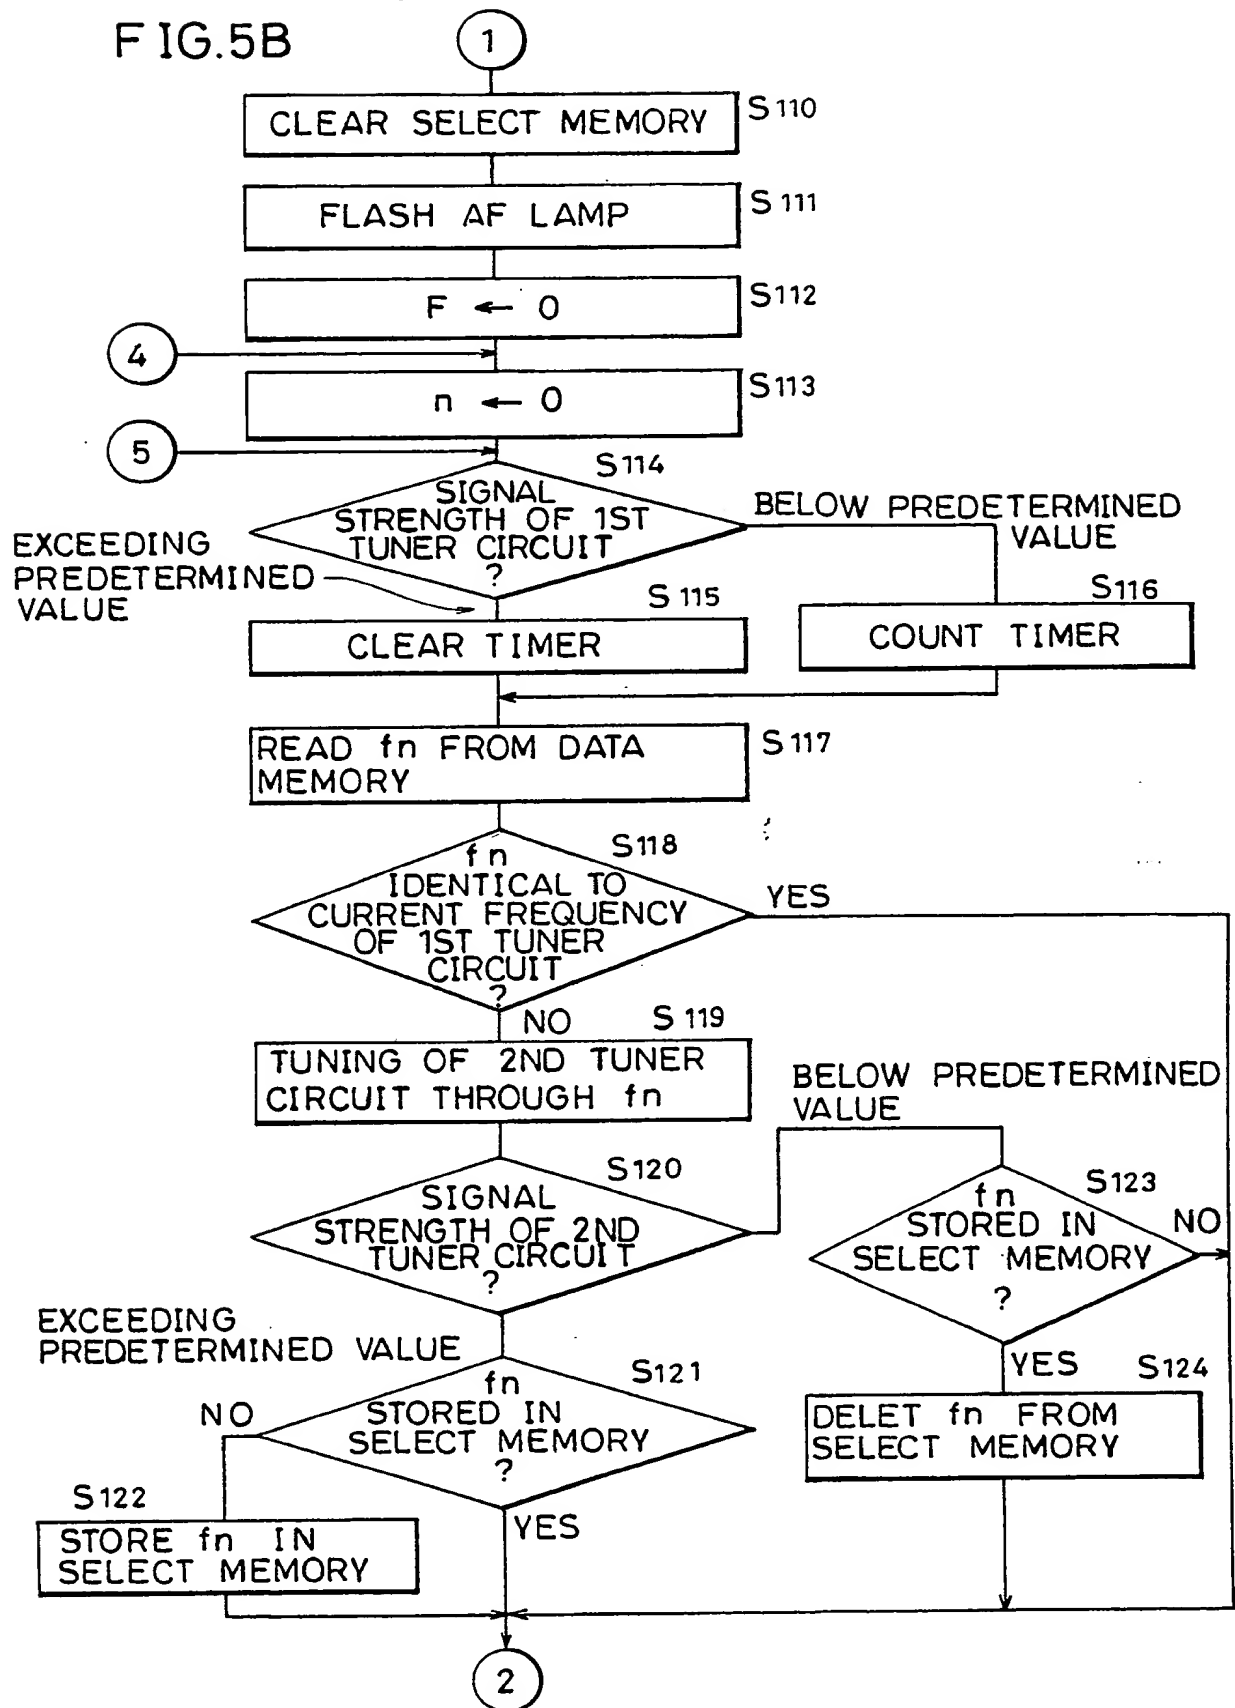 FIG.5B
1
CLEAR SELECT MEMORY
S110
FLASH AF LAMP
S111
F ← 0
S112
4
n ← 0
S113
5
S114
SIGNAL
STRENGTH OF 1ST
TUNER CIRCUIT
?
BELOW PREDETERMINED
VALUE
EXCEEDING
PREDETERMINED
VALUE
S115
CLEAR TIMER
S116
COUNT TIMER
READ fn FROM DATA
MEMORY
S117
S118
fn
IDENTICAL TO
CURRENT FREQUENCY
OF 1ST TUNER
CIRCUIT
?
YES
NO
S119
TUNING OF 2ND TUNER
CIRCUIT THROUGH fn
BELOW PREDETERMINED
VALUE
S120
SIGNAL
STRENGTH OF 2ND
TUNER CIRCUIT
?
S123
fn
STORED IN
SELECT MEMORY
?
NO
EXCEEDING
PREDETERMINED VALUE
S121
fn
STORED IN
SELECT MEMORY
?
NO
YES
YES
S124
DELET fn FROM
SELECT MEMORY
S122
STORE fn IN
SELECT MEMORY
2